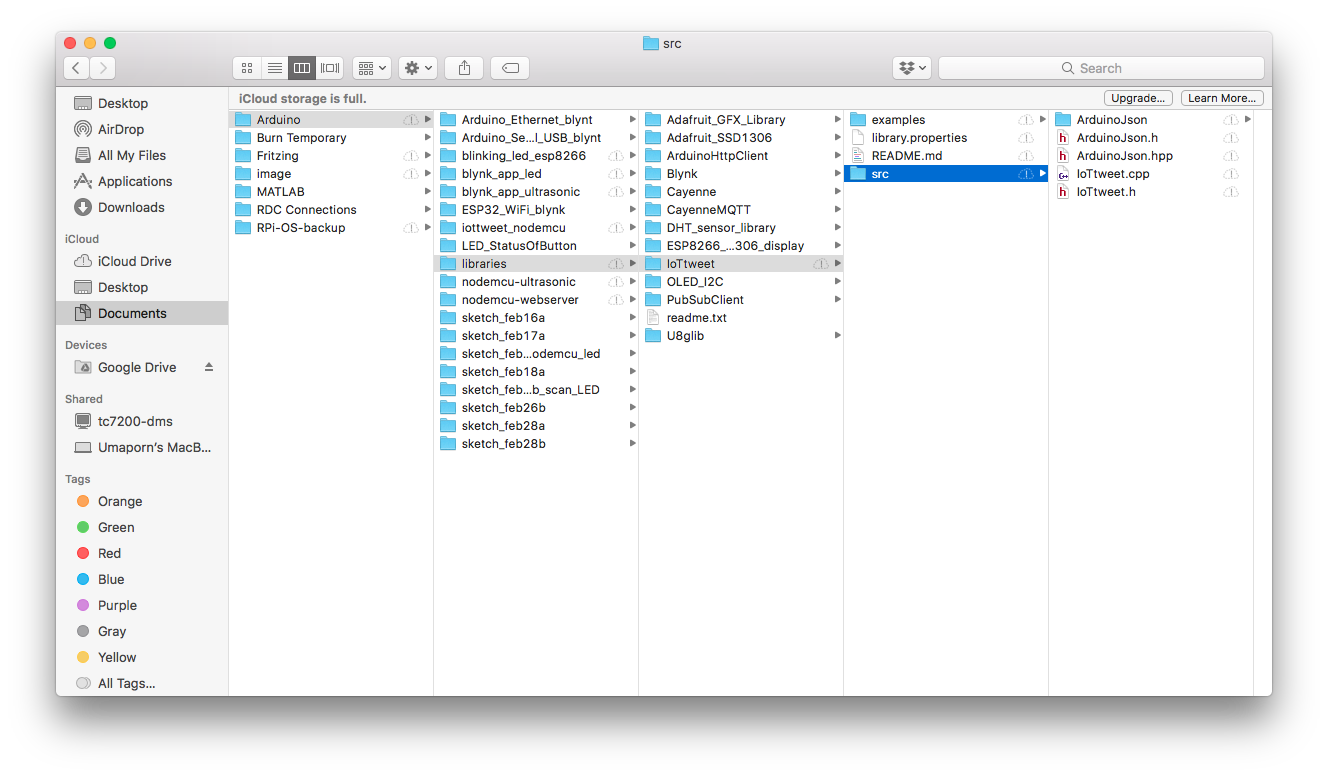 src
Search
iCloud storage is full.
Upgrade...
Learn More...
Desktop
AirDrop
All My Files
Applications
Downloads
iCloud
iCloud Drive
Desktop
Documents
Devices
Google Drive
Shared
tc7200-dms
Umaporn's MacB...
Tags
Orange
Green
Red
Blue
Purple
Gray
Yellow
All Tags...
Arduino
Burn Temporary
Fritzing
image
MATLAB
RDC Connections
RPi-OS-backup
Arduino_Ethernet_blynt
Arduino_Se...l_USB_blynt
blinking_led_esp8266
blynk_app_led
blynk_app_ultrasonic
ESP32_WiFi_blynk
iottweet_nodemcu
LED_StatusOfButton
libraries
nodemcu-ultrasonic
nodemcu-webserver
sketch_feb16a
sketch_feb17a
sketch_feb...odemcu_led
sketch_feb18a
sketch_feb...b_scan_LED
sketch_feb26b
sketch_feb28a
sketch_feb28b
Adafruit_GFX_Library
Adafruit_SSD1306
ArduinoHttpClient
Blynk
Cayenne
CayenneMQTT
DHT_sensor_library
ESP8266_...306_display
IoTtweet
OLED_I2C
PubSubClient
readme.txt
U8glib
examples
library.properties
README.md
src
ArduinoJson
h ArduinoJson.h
h ArduinoJson.hpp
C++ IoTtweet.cpp
h IoTtweet.h